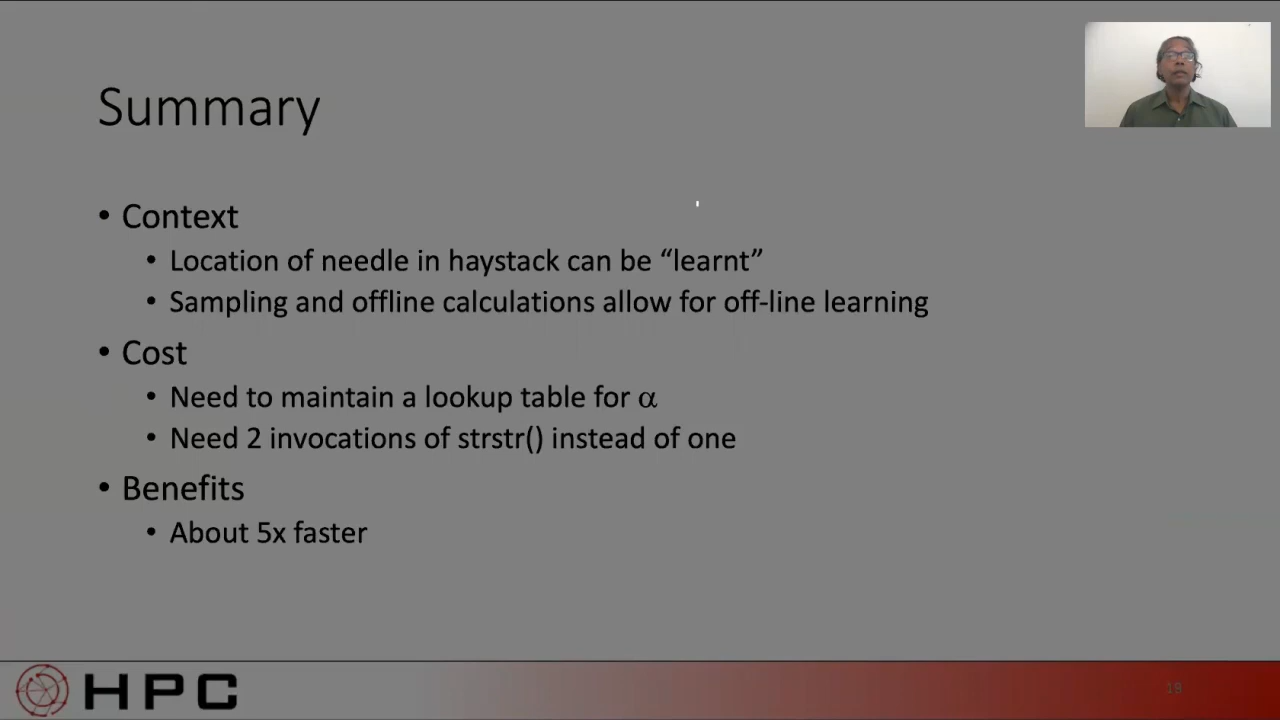 Summary
• Context
• Location of needle in haystack can be “learnt”
• Sampling and offline calculations allow for off-line learning
• Cost
• Need to maintain a lookup table for α
• Need 2 invocations of strstr() instead of one
• Benefits
• About 5x faster
HPC
19